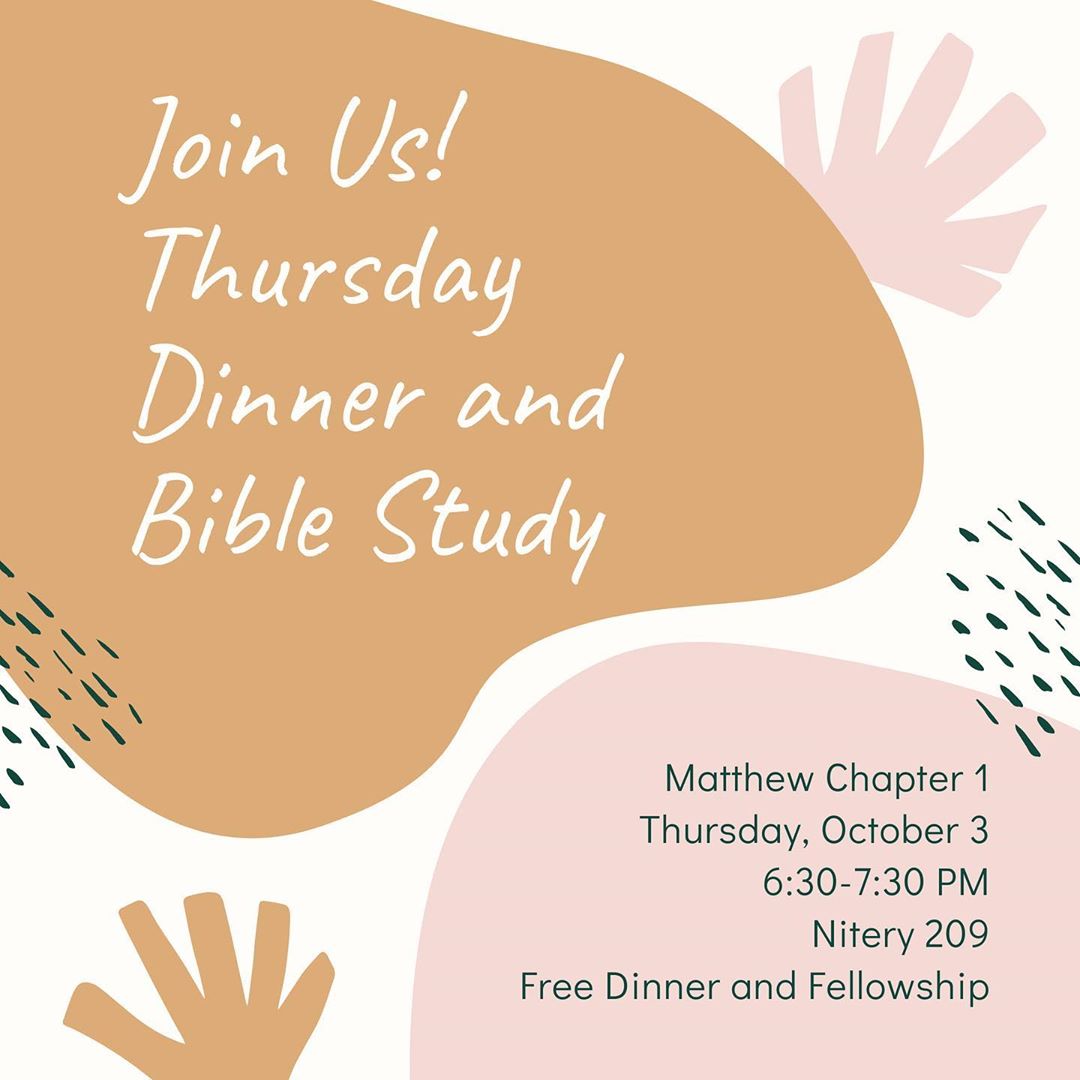 Join Us!
Thursday
Dinner and
Bible Study
Matthew Chapter 1
Thursday, October 3
6:30-7:30 PM
Nitery 209
Free Dinner and Fellowship